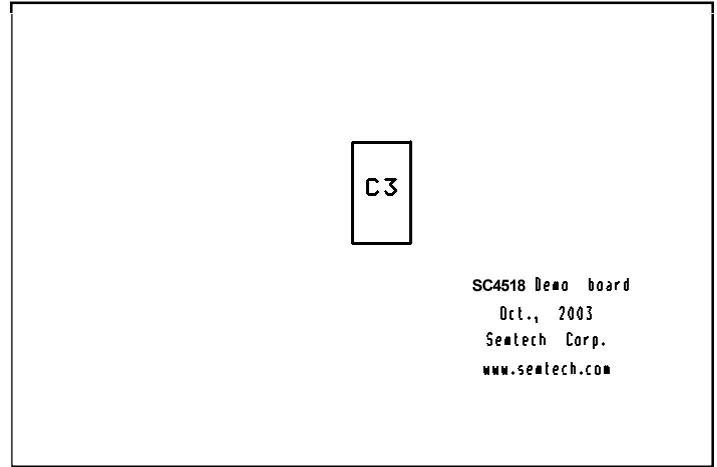 C3
SC4518 Demo board
Oct., 2003
Semtech Corp.
www.semtech.com